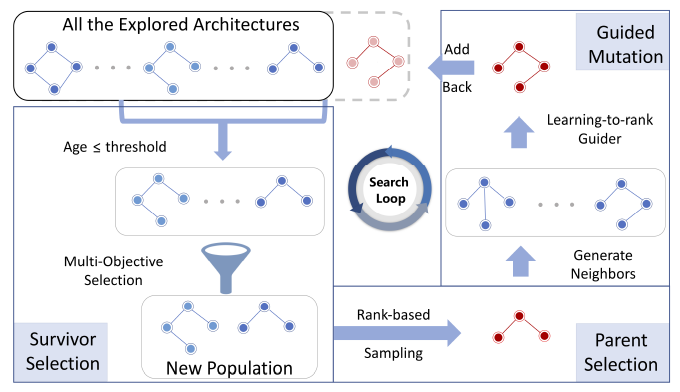 All the Explored Architectures
Add
Back
Guided
Mutation
Age ≤ threshold
Learning-to-rank
Guider
Search
Loop
Multi-Objective
Selection
Generate
Neighbors
Survivor
Selection
New Population
Rank-based
Sampling
Parent
Selection